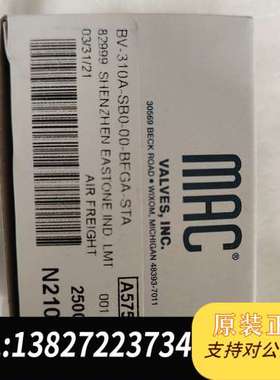 MAC®
VALVES, INC.
30569 BECK ROAD • WIXOM, MICHIGAN 48393-7011
BV-310A-SB0-00-BFGA-STA
82999 SHENZHEN EASTONE IND LMT
03/31/21
AIR FREIGHT
001
2500
A575
N210
原装正
:13827223734
支持对公